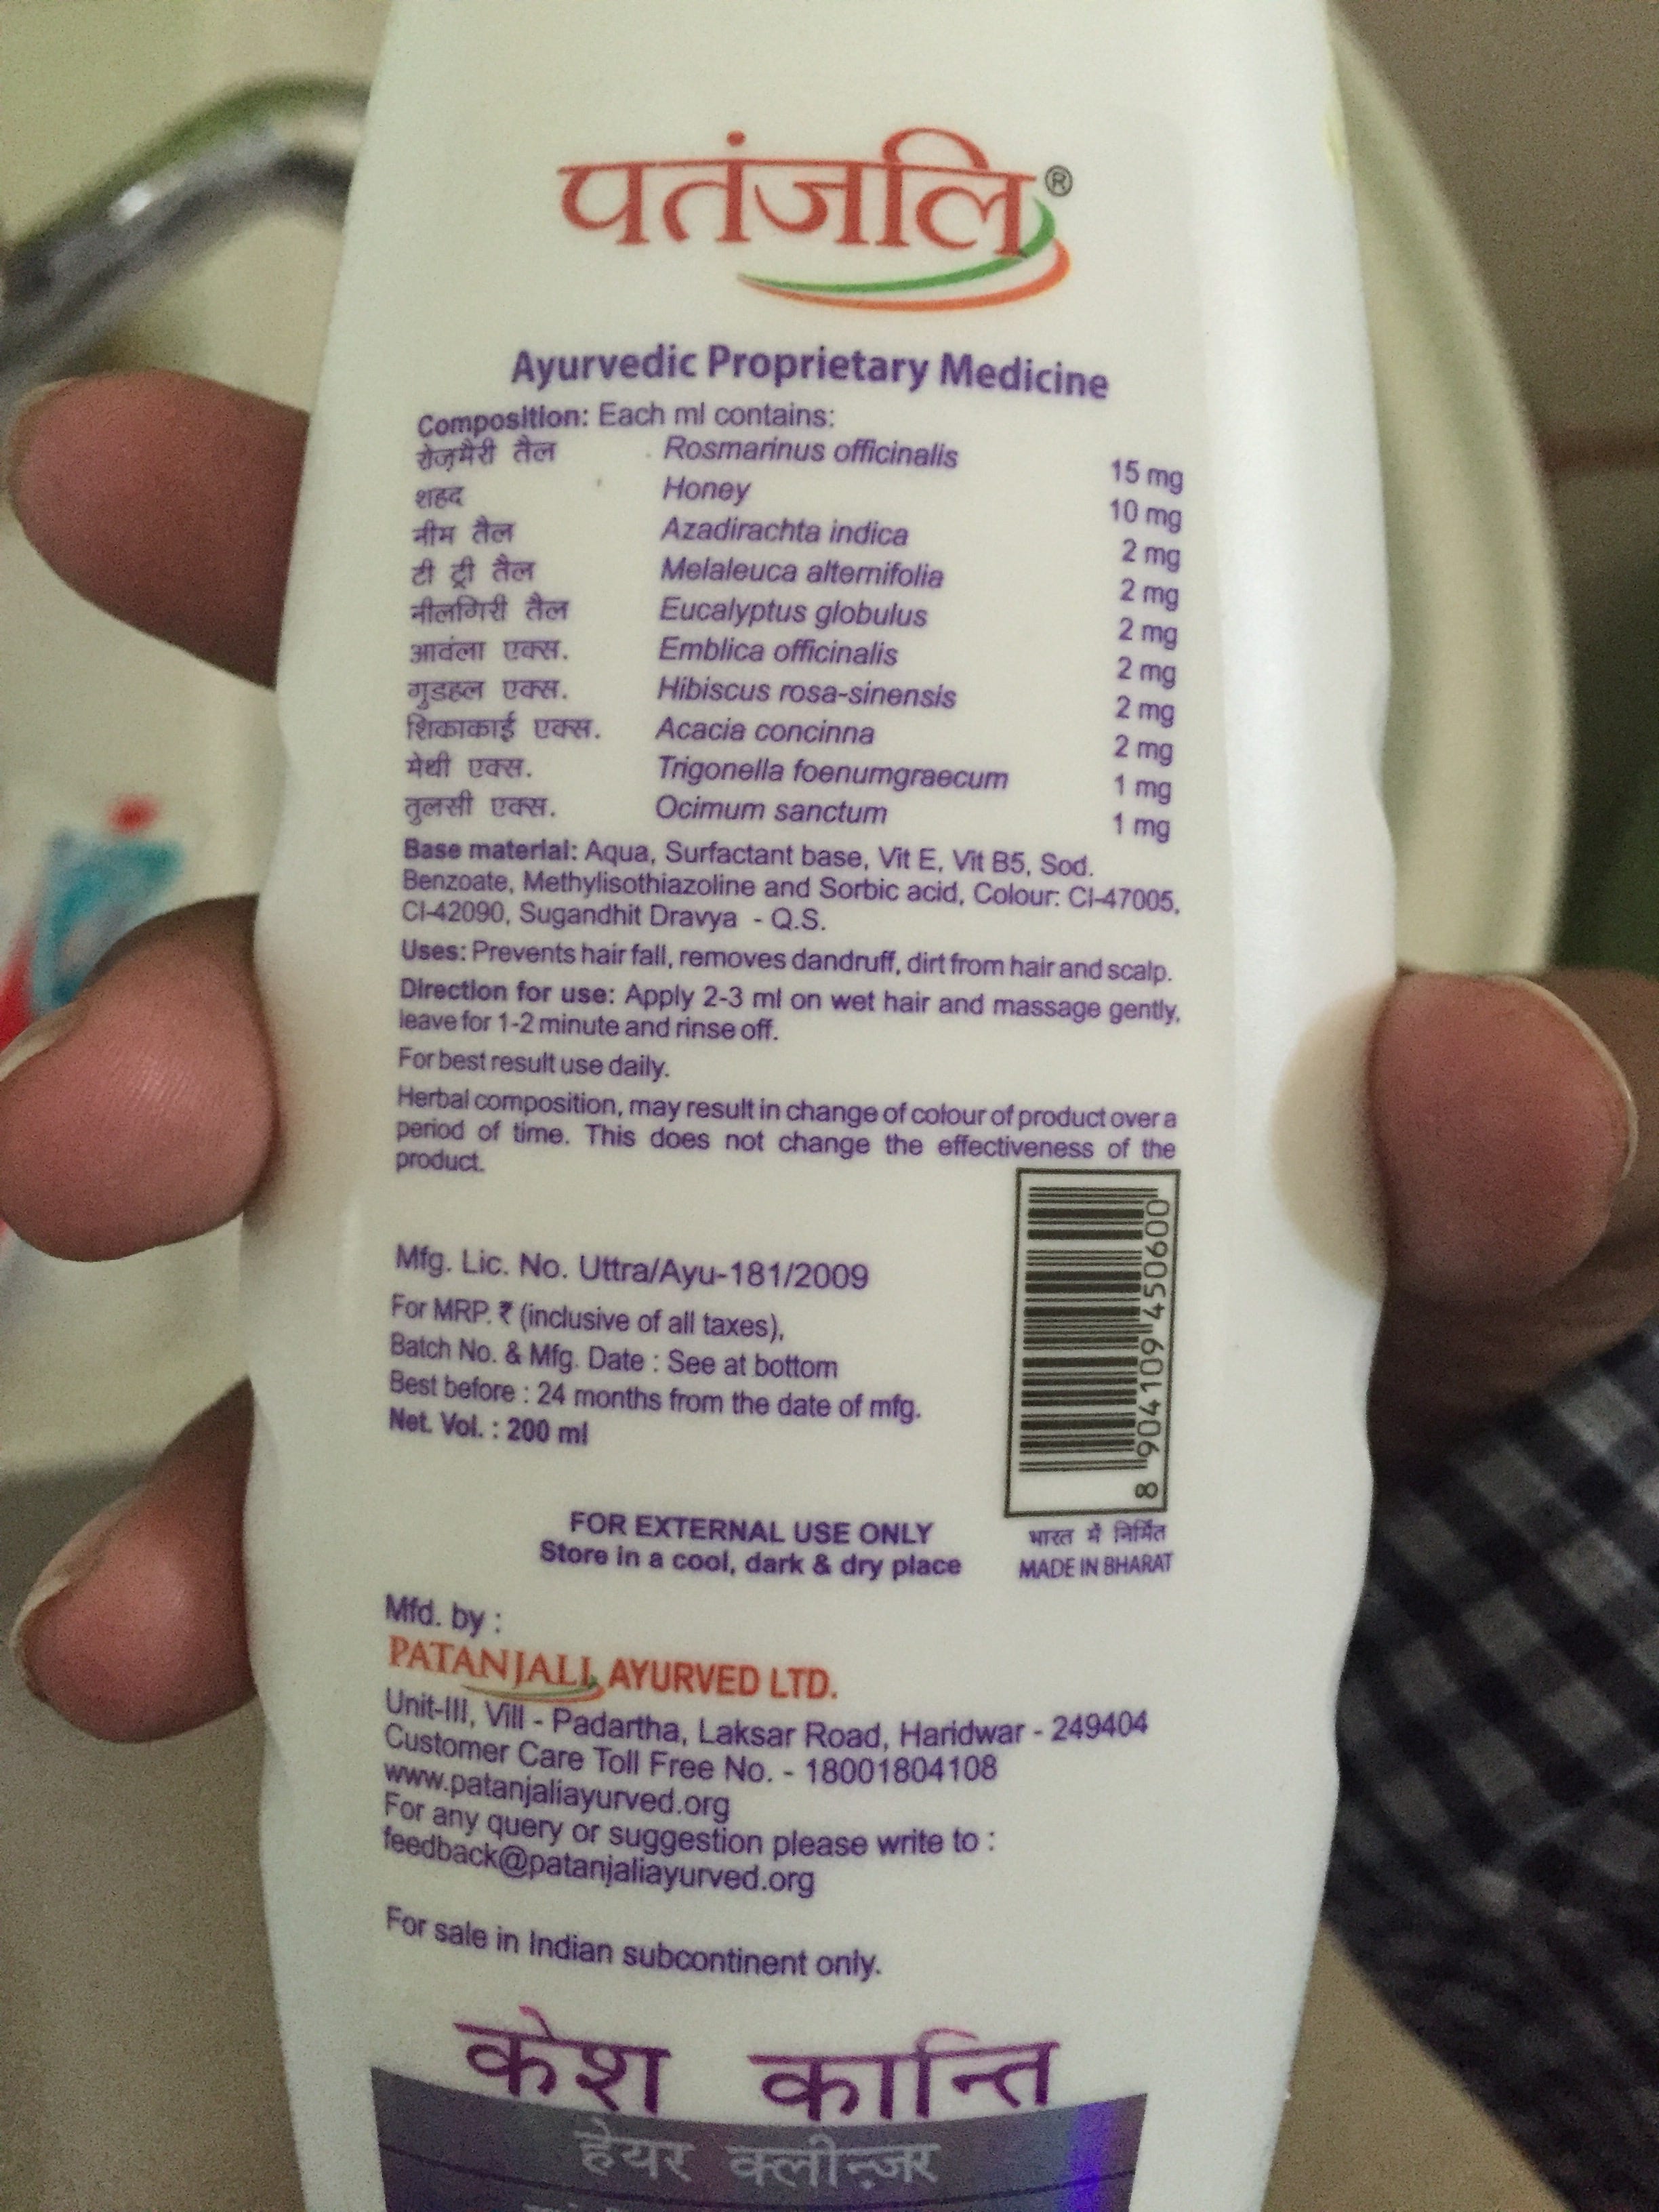 पतंजलि®
Ayurvedic Proprietary Medicine
Composition: Each ml contains:
रोज़मैरी तैल Rosmarinus officinalis 15 mg
शहद Honey 10 mg
नीम तैल Azadirachta indica 2 mg
टी ट्री तैल Melaleuca alternifolia 2 mg
नीलगिरी तैल Eucalyptus globulus 2 mg
आवंला एक्स. Emblica officinalis 2 mg
गुडहल एक्स. Hibiscus rosa-sinensis 2 mg
शिकाकाई एक्स. Acacia concinna 2 mg
मेथी एक्स. Trigonella foenumgraecum 1 mg
तुलसी एक्स. Ocimum sanctum 1 mg
Base material: Aqua, Surfactant base, Vit E, Vit B5, Sod.
Benzoate, Methylisothiazoline and Sorbic acid, Colour: CI-47005,
CI-42090, Sugandhit Dravya - Q.S.
Uses: Prevents hair fall, removes dandruff, dirt from hair and scalp.
Direction for use: Apply 2-3 ml on wet hair and massage gently,
leave for 1-2 minute and rinse off.
For best result use daily.
Herbal composition, may result in change of colour of product over a
period of time. This does not change the effectiveness of the
product.
Mfg. Lic. No. Uttra/Ayu-181/2009
For MRP. ₹ (inclusive of all taxes),
Batch No. & Mfg. Date : See at bottom
Best before : 24 months from the date of mfg.
Net. Vol. : 200 ml
8 904109 450600
FOR EXTERNAL USE ONLY
Store in a cool, dark & dry place
भारत में निर्मित
MADE IN BHARAT
Mfd. by :
PATANJALI AYURVED LTD.
Unit-III, Vill - Padartha, Laksar Road, Haridwar - 249404
Customer Care Toll Free No. - 18001804108
www.patanjaliayurved.org
For any query or suggestion please write to :
feedback@patanjaliayurved.org
For sale in Indian subcontinent only.
केश कान्ति
हेयर क्लीन्ज़र